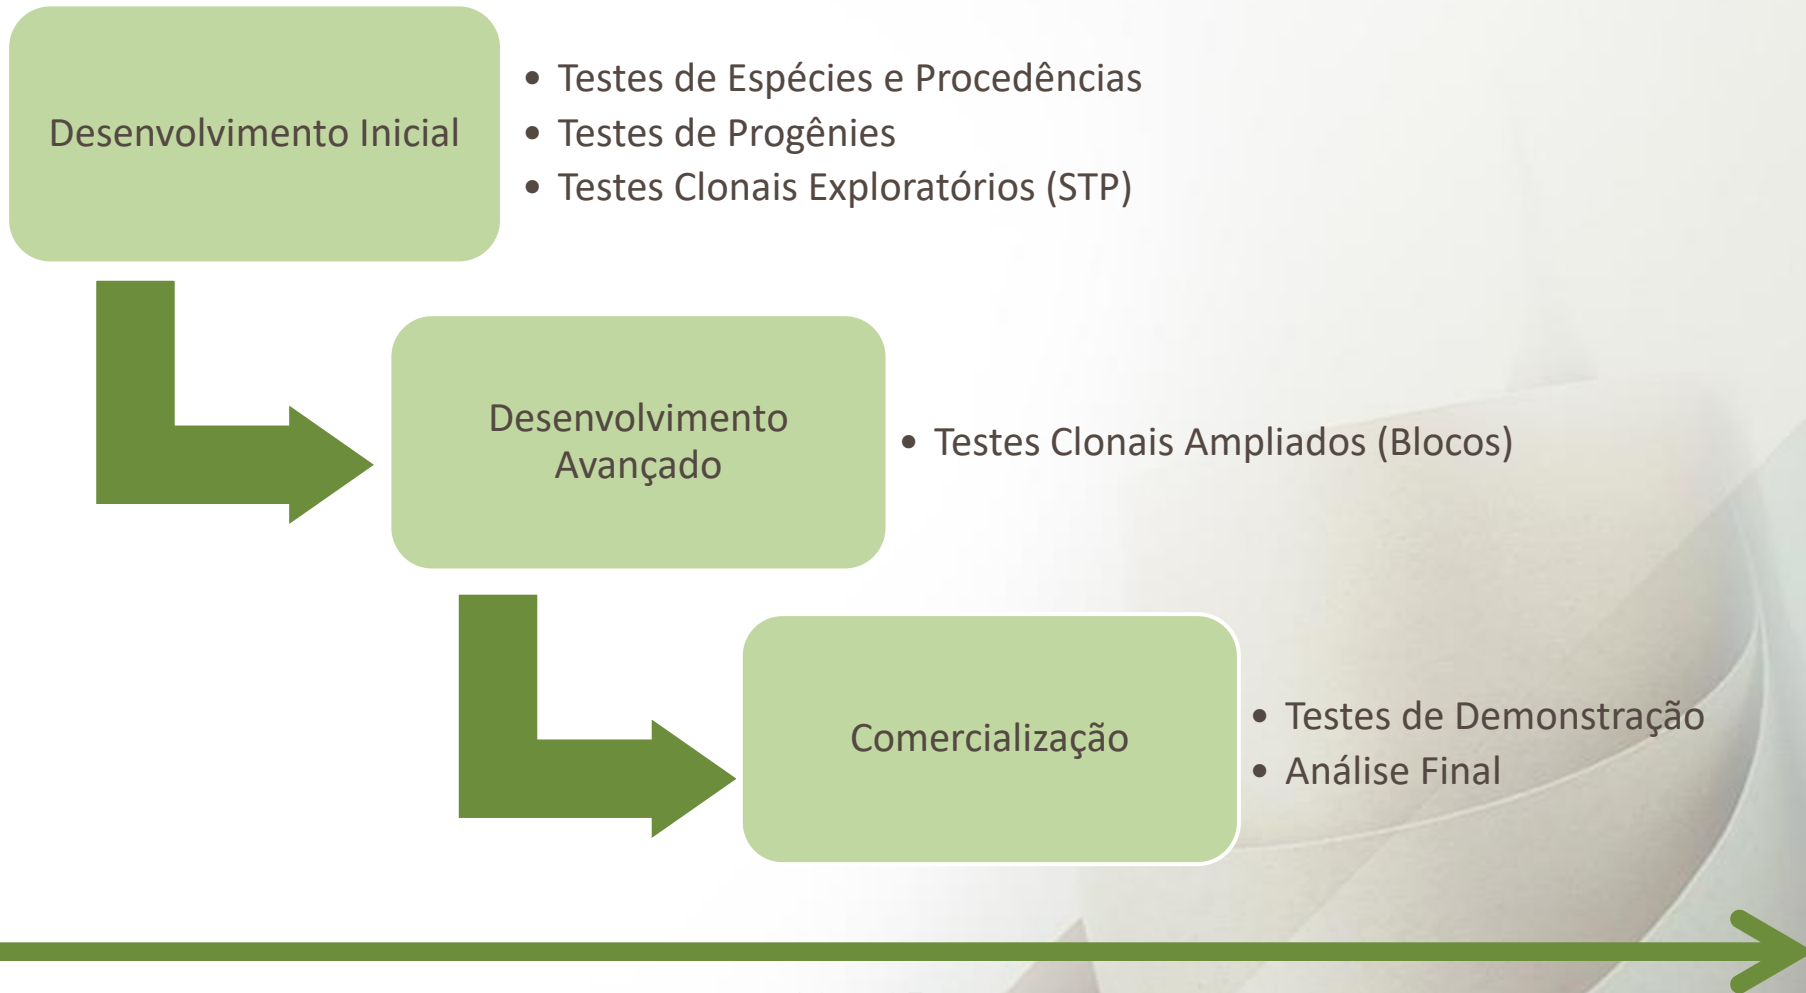 Desenvolvimento Inicial
• Testes de Espécies e Procedências
• Testes de Progênies
• Testes Clonais Exploratórios (STP)
Desenvolvimento
Avançado
• Testes Clonais Ampliados (Blocos)
Comercialização
• Testes de Demonstração
• Análise Final